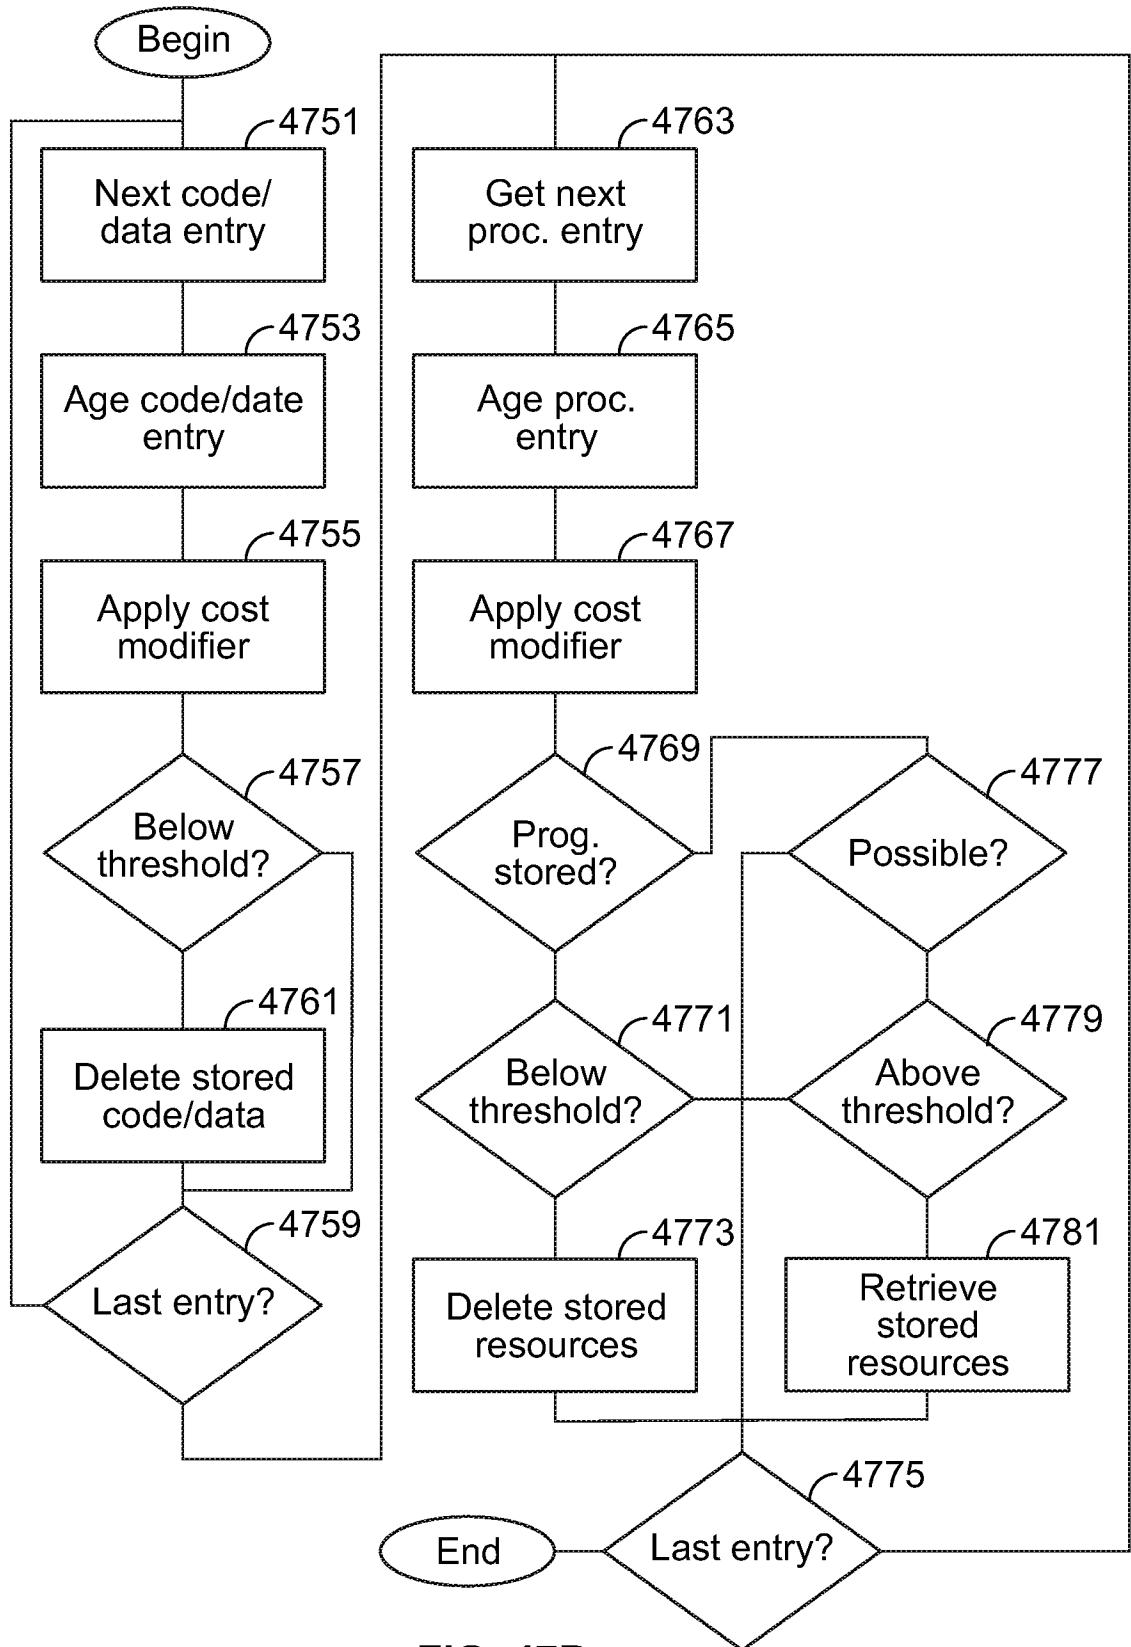 Begin
4751
Next code/
data entry
4753
Age code/date
entry
4755
Apply cost
modifier
4757
Below
threshold?
4761
Delete stored
code/data
4759
Last entry?
4763
Get next
proc. entry
4765
Age proc.
entry
4767
Apply cost
modifier
4769
Prog.
stored?
4771
Below
threshold?
4773
Delete stored
resources
4777
Possible?
4779
Above
threshold?
4781
Retrieve
stored
resources
4775
Last entry?
End